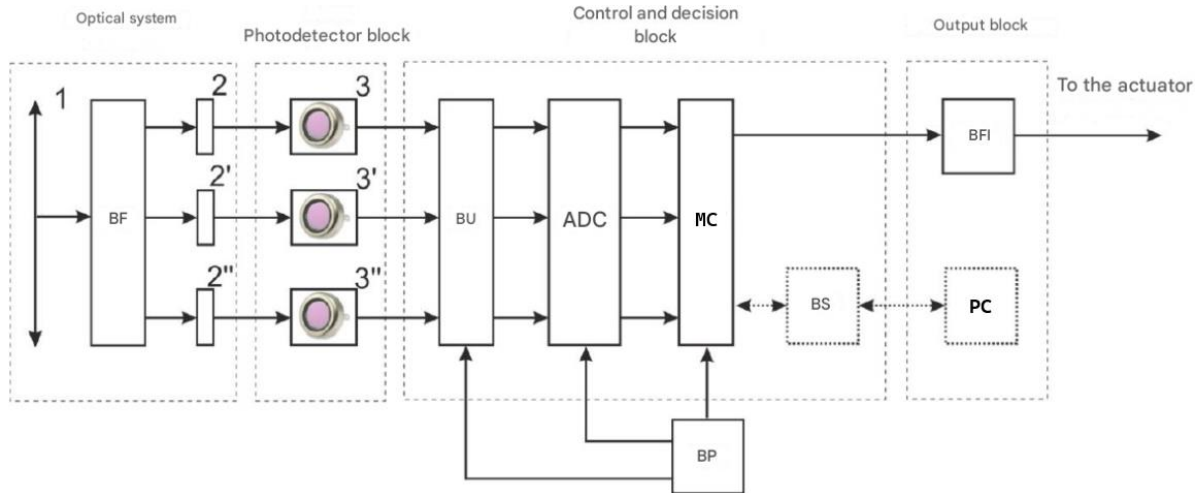 Optical system
Photodetector block
Control and decision
block
Output block
To the actuator
1
2
3
2'
3'
2"
3"
BF
BU
ADC
MC
BFI
BS
PC
BP